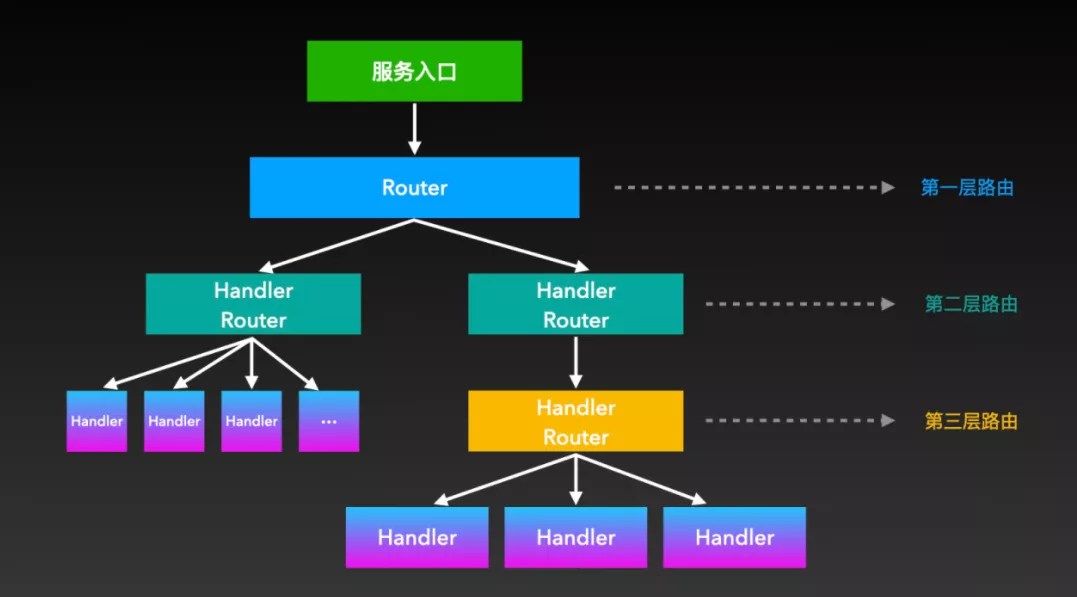 服务入口
Router
第一层路由
Handler
Router
Handler
Router
第二层路由
Handler
Handler
Handler
...
Handler
Router
第三层路由
Handler
Handler
Handler